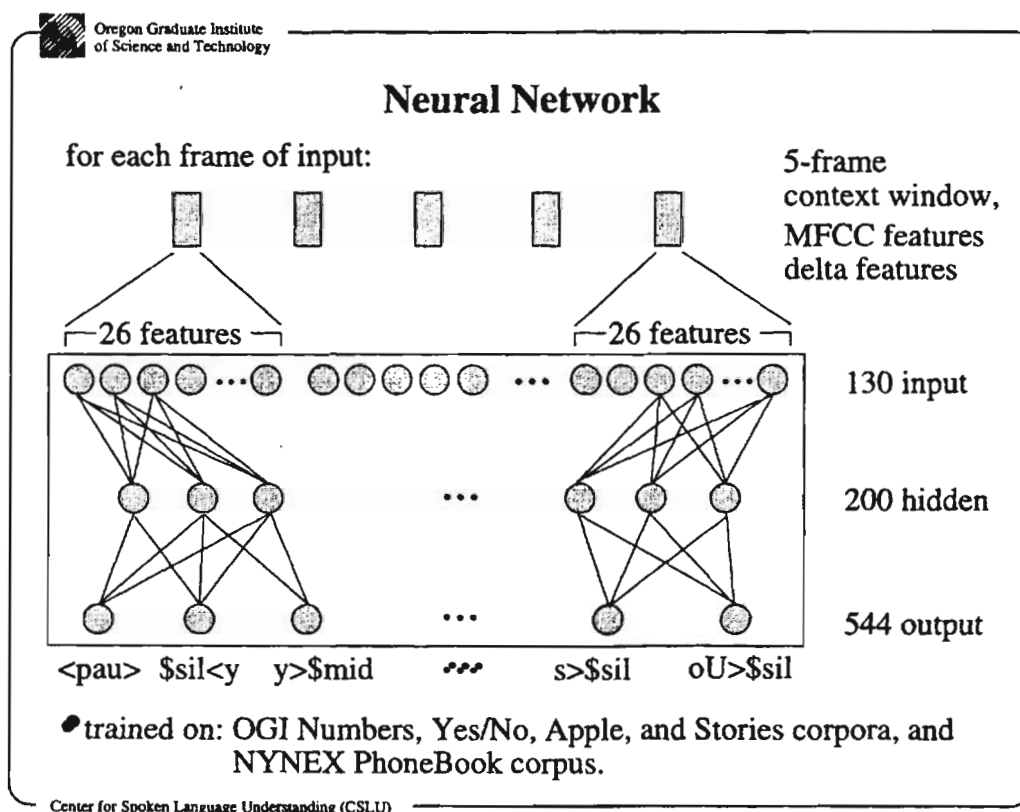 Oregon Graduate Institute
of Science and Technology
Neural Network
for each frame of input:
5-frame
context window,
MFCC features
delta features
26 features
26 features
130 input
200 hidden
544 output
<pau> $sil<y y>$mid ... s>$sil oU>$sil
trained on: OGI Numbers, Yes/No, Apple, and Stories corpora, and
NYNEX PhoneBook corpus.
Center for Spoken Language Understanding (CSLU)